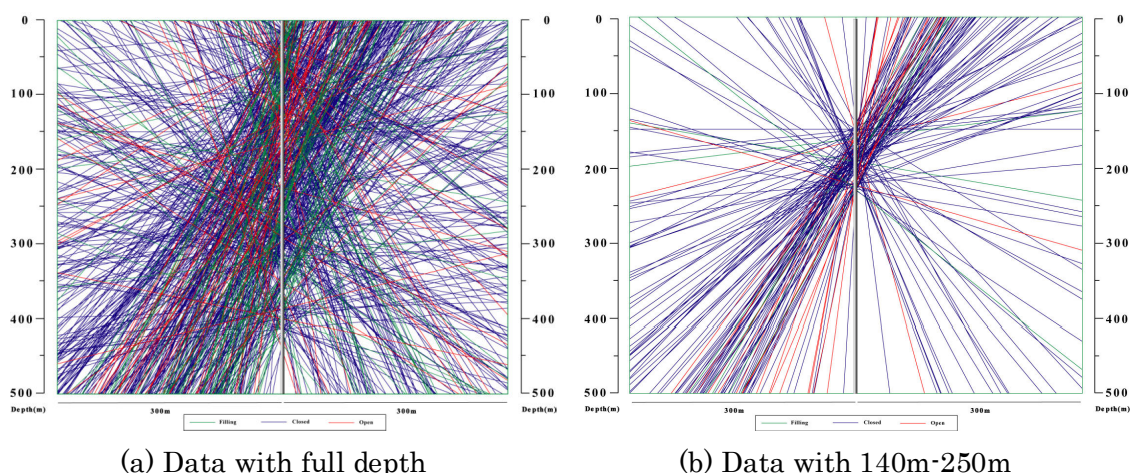 0 0 0 0
100 100 100 100
200 200 200 200
300 300 300 300
400 400 400 400
500 500 500 500
Depth(m) 300m 300m Depth(m) Depth(m) 300m 300m Depth(m)
Filling Closed Open Filling Closed Open
(a) Data with full depth (b) Data with 140m-250m